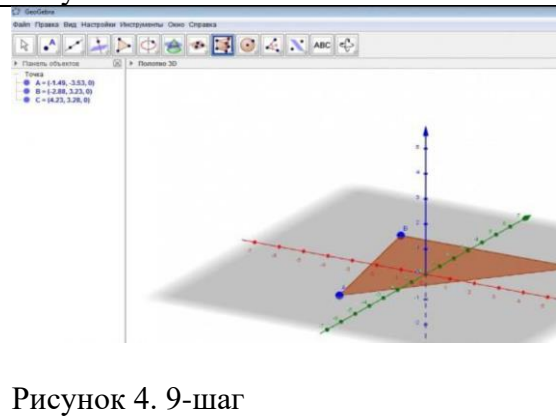 GeoGebra
Файл Правка Вид Настройки Инструменты Окно Справка
ABC
Панель объектов
Полотно 3D
Точка
A = (-1.49, -3.53, 0)
B = (-2.88, 3.23, 0)
C = (4.23, 3.28, 0)
B
A
Рисунок 4. 9-шаг